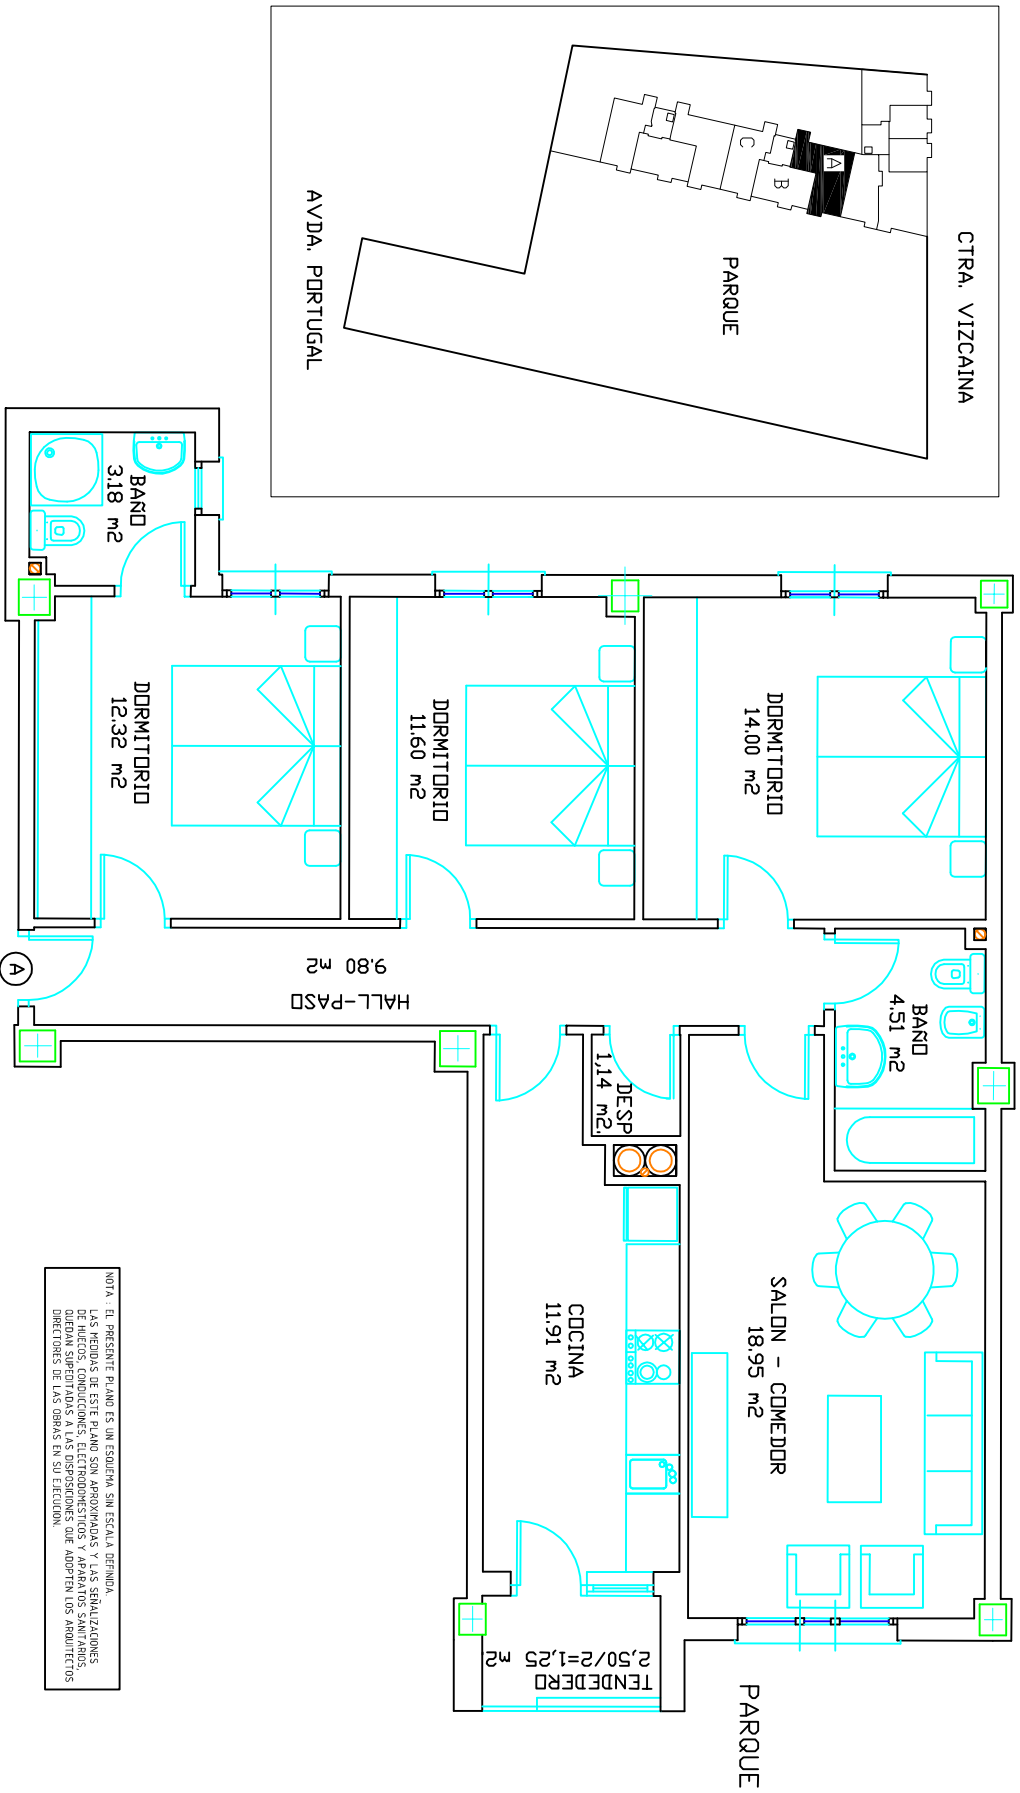 CTRA. VIZCAINA
PARQUE
AVDA. PORTUGAL
A
B
C
BAÑO
3.18 m2
DORMITORIO
12.32 m2
DORMITORIO
11.60 m2
DORMITORIO
14.00 m2
HALL-PASO
9.80 m2
A
BAÑO
4.51 m2
DESP
1,14 m2.
COCINA
11.91 m2
SALON - COMEDOR
18.95 m2
TENDEDERO
2,50/2=1,25 m2
PARQUE
NOTA : EL PRESENTE PLANO ES UN ESQUEMA SIN ESCALA DEFINIDA.
LAS MEDIDAS DE ESTE PLANO SON APROXIMADAS Y LAS SEÑALIZACIONES
DE HUECOS, CONDUCCIONES, ELECTRODOMESTICOS Y APARATOS SANITARIOS,
QUEDAN SUPEDITADAS A LAS DISPOSICIONES QUE ADOPTEN LOS ARQUITECTOS
DIRECTORES DE LAS OBRAS EN SU EJECUCION.